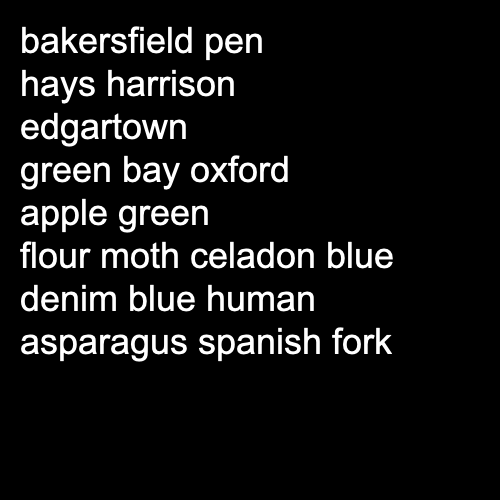 bakersfield pen
hays harrison
edgartown
green bay oxford
apple green
flour moth celadon blue
denim blue human
asparagus spanish fork